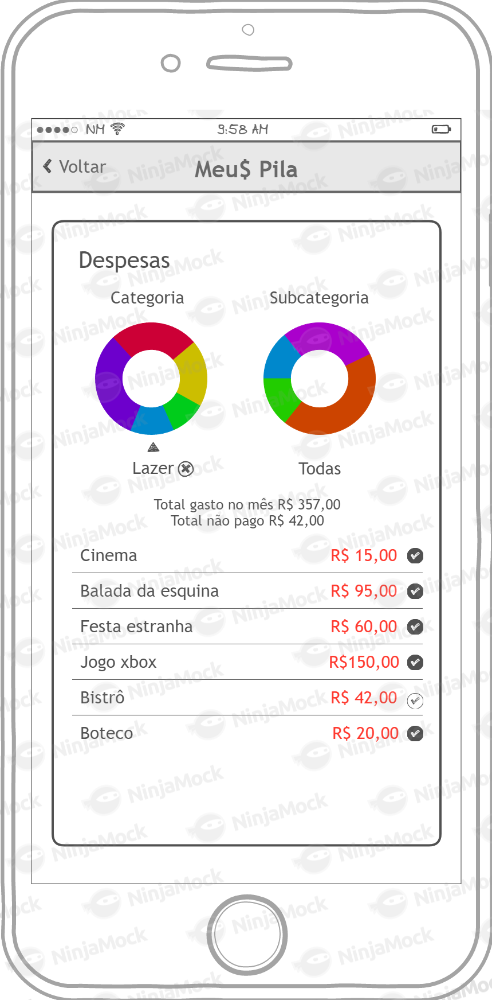 NM 9:58 AM
Voltar Meu$ Pila
Despesas
Categoria Subcategoria
Lazer Todas
Total gasto no mês R$ 357,00
Total não pago R$ 42,00
Cinema R$ 15,00
Balada da esquina R$ 95,00
Festa estranha R$ 60,00
Jogo xbox R$150,00
Bistrô R$ 42,00
Boteco R$ 20,00
NinjaMock